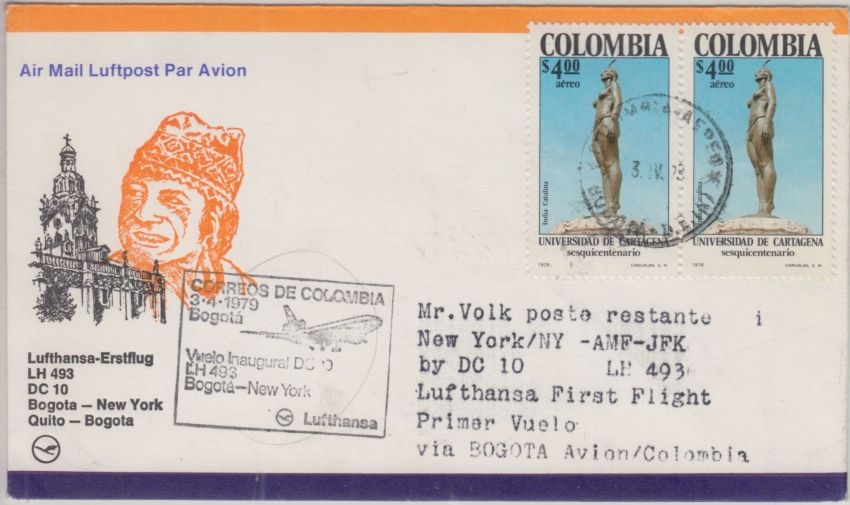 Air Mail Luftpost Par Avion
COLOMBIA
$4.00
aéreo
India Catalina
UNIVERSIDAD DE CARTAGENA
sesquicentenario
1978
CARVAJAL S. A.
COLOMBIA
$4.00
aéreo
Catalina
UNIVERSIDAD DE CARTAGENA
sesquicentenario
1978
CARVAJAL, S. A.
3. IV.
CORREOS DE COLOMBIA
3·4·1979
Bogotá
Vuelo Inaugural DC 10
LH 493
Bogotá—New York
Lufthansa
Lufthansa-Erstflug
LH 493
DC 10
Bogota — New York
Quito — Bogota
Mr.Volk poste restante i
New York/NY -AMF-JFK
by DC 10 LH 493
Lufthansa First Flight
Primer Vuelo
via BOGOTA Avion/Colombia